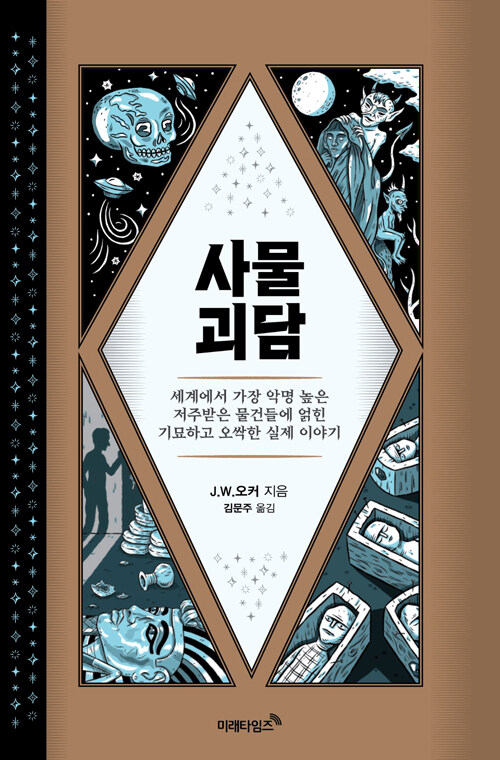 사물
괴담
세계에서 가장 악명 높은
저주받은 물건들에 얽힌
기묘하고 오싹한 실제 이야기
J.W.오커 지음
김문주 옮김
미래타임즈